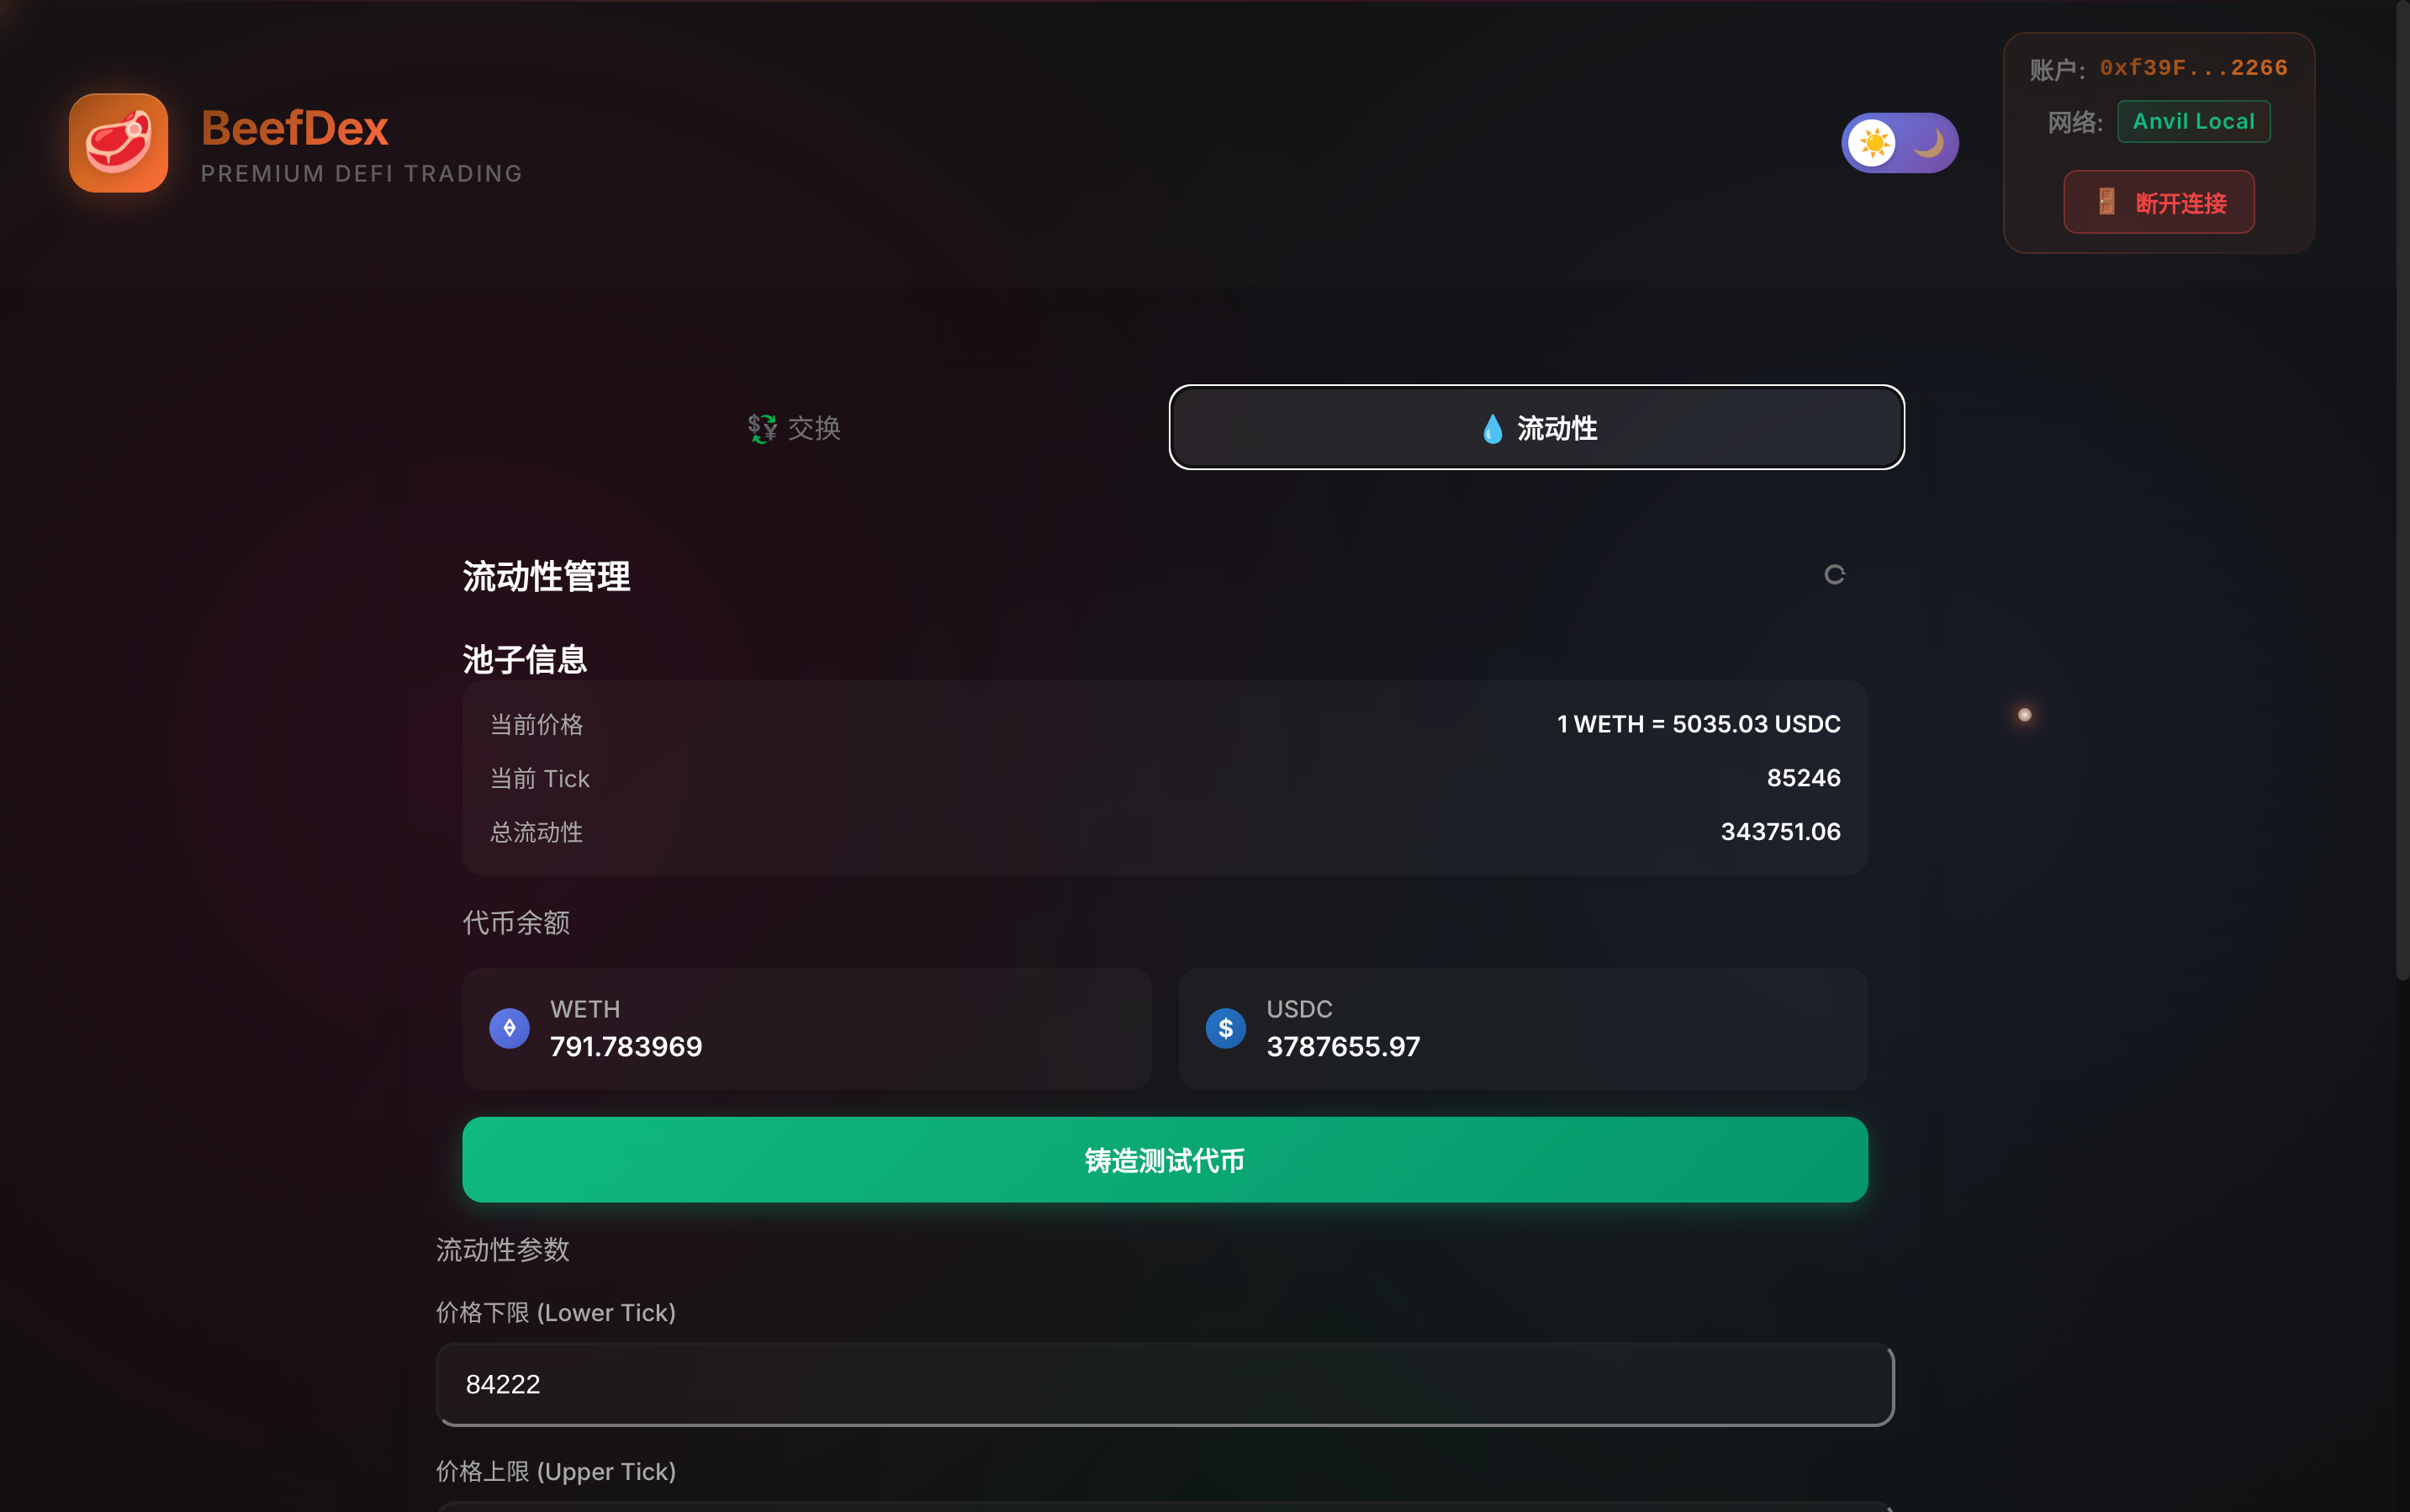 BeefDex
PREMIUM DEFI TRADING
账户: 0xf39F...2266
网络: Anvil Local
断开连接
交换
流动性
流动性管理
池子信息
当前价格 1 WETH = 5035.03 USDC
当前 Tick 85246
总流动性 343751.06
代币余额
WETH
791.783969
USDC
3787655.97
铸造测试代币
流动性参数
价格下限 (Lower Tick)
84222
价格上限 (Upper Tick)